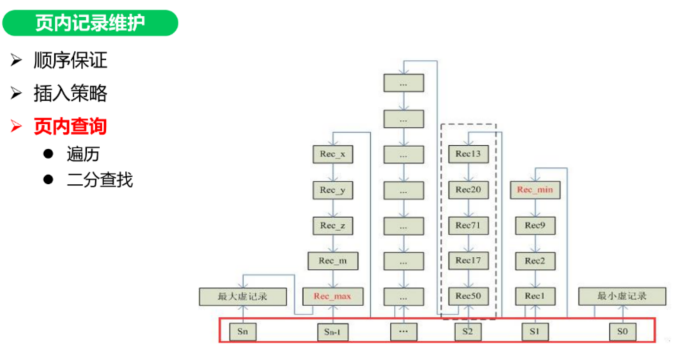 页内记录维护
顺序保证
插入策略
页内查询
遍历
二分查找
...
...
Rec_x ... Rec13
Rec_y ... Rec20 Rec_min
Rec_z ... Rec71 Rec9
Rec_m ... Rec17 Rec2
最大虚记录 Rec_max ... Rec50 Rec1 最小虚记录
Sn Sn-1 ... S2 S1 S0